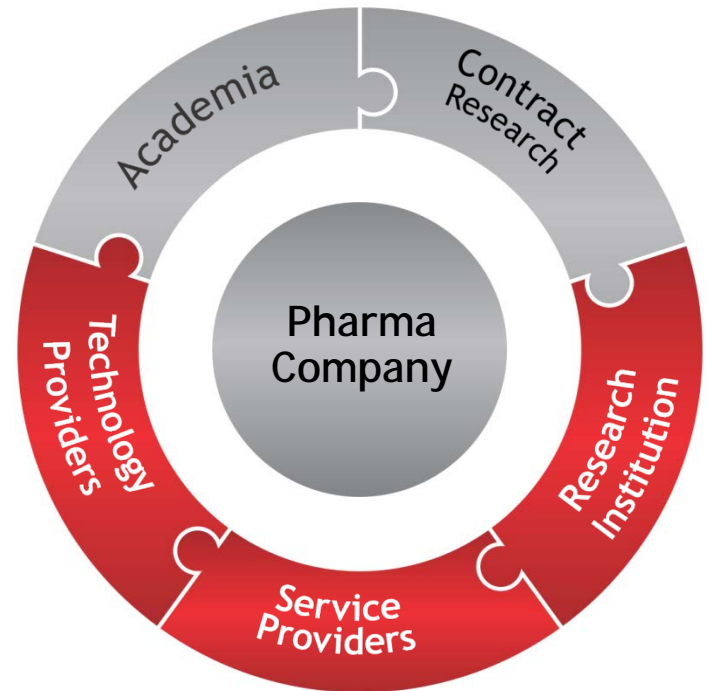 Academia
Contract
Research
Pharma
Company
Technology
Providers
Research
Institution
Service
Providers